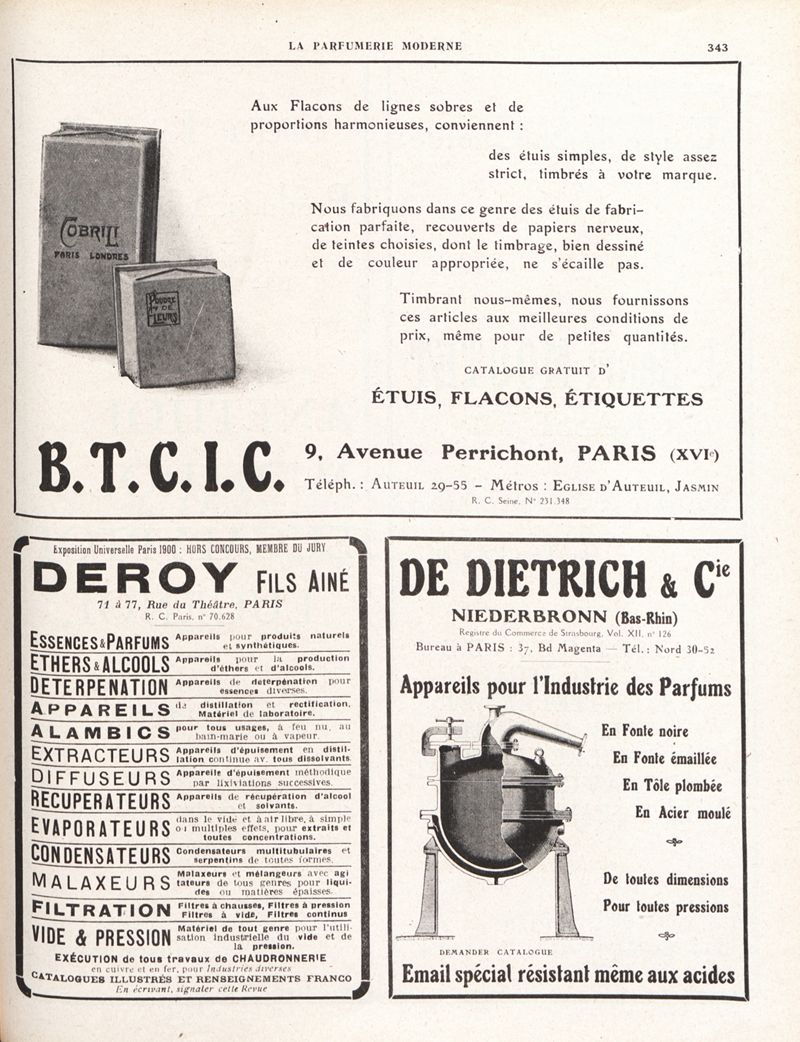 LA PARFUMERIE MODERNE
343
Aux Flacons de lignes sobres et de
proportions harmonieuses, conviennent :
des étuis simples, de style assez
strict, timbrés à votre marque.
Nous fabriquons dans ce genre des étuis de fabri-
cation parfaite, recouverts de papiers nerveux,
de teintes choisies, dont le timbrage, bien dessiné
et de couleur appropriée, ne s'écaille pas.
Timbrant nous-mêmes, nous fournissons
ces articles aux meilleures conditions de
prix, même pour de petites quantités.
COBRILI
PARIS LONDRES
POUDRE
DE
FLEURS
CATALOGUE GRATUIT D'
ÉTUIS, FLACONS, ÉTIQUETTES
B.T.C.I.C.
9, Avenue Perrichont, PARIS (XVIe)
Téléph. : AUTEUIL 29-55 - Métros : EGLISE D'AUTEUIL, JASMIN
R. C. Seine, N° 231.348
Exposition Universelle Paris 1900 : HORS CONCOURS, MEMBRE DU JURY
DEROY FILS AINÉ
71 à 77, Rue du Théâtre, PARIS
R. C. Paris, n° 70.628
ESSENCES & PARFUMS Appareils pour produits naturels
et synthétiques.
ETHERS & ALCOOLS Appareils pour la production
d'éthers et d'alcools.
DETERPENATION Appareils de deterpénation pour
essences diverses.
APPAREILS de distillation et rectification.
Matériel de laboratoire.
ALAMBICS pour tous usages, à feu nu, au
bain-marie ou à vapeur.
EXTRACTEURS Appareils d'épuisement en distil-
lation continue av. tous dissolvants
DIFFUSEURS Appareils d'épuisement méthodique
par lixiviations successives.
RECUPERATEURS Appareils de récupération d'alcool
et solvants.
EVAPORATEURS dans le vide et à air libre, à simple
ou multiples effets, pour extraits et
toutes concentrations.
CONDENSATEURS Condensateurs multitubulaires et
serpentins de toutes formes.
MALAXEURS Malaxeurs et mélangeurs avec agi
tateurs de tous genres pour liqui-
des ou matières épaisses.
FILTRATION Filtres à chausses, Filtres à pression
Filtres à vide, Filtres continus
VIDE & PRESSION Matériel de tout genre pour l'utili-
sation industrielle du vide et de
la pression.
EXÉCUTION de tous travaux de CHAUDRONNERIE
en cuivre et en fer, pour Industries diverses
CATALOGUES ILLUSTRÉS ET RENSEIGNEMENTS FRANCO
En écrivant, signaler cette Revue
DE DIETRICH & Cie
NIEDERBRONN (Bas-Rhin)
Registre du Commerce de Strasbourg, Vol. XII, n° 126
Bureau à PARIS : 37, Bd Magenta — Tél. : Nord 30-52
Appareils pour l'Industrie des Parfums
En Fonte noire
En Fonte émaillée
En Tôle plombée
En Acier moulé
De toutes dimensions
Pour toutes pressions
DEMANDER CATALOGUE
Email spécial résistant même aux acides